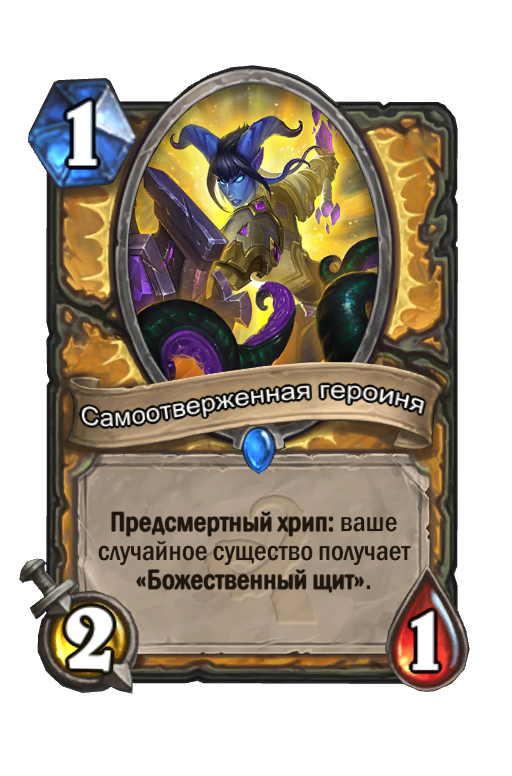 1
Самоотверженная героиня
Предсмертный хрип: ваше
случайное существо получает
«Божественный щит».
2
1